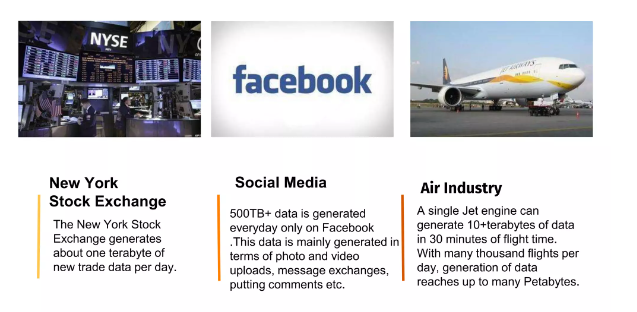 NYSE
facebook
JET AIRWAYS
New York
Stock Exchange
The New York Stock
Exchange generates
about one terabyte of
new trade data per day.
Social Media
500TB+ data is generated
everyday only on Facebook
.This data is mainly generated in
terms of photo and video
uploads, message exchanges,
putting comments etc.
Air Industry
A single Jet engine can
generate 10+terabytes of data
in 30 minutes of flight time.
With many thousand flights per
day, generation of data
reaches up to many Petabytes.